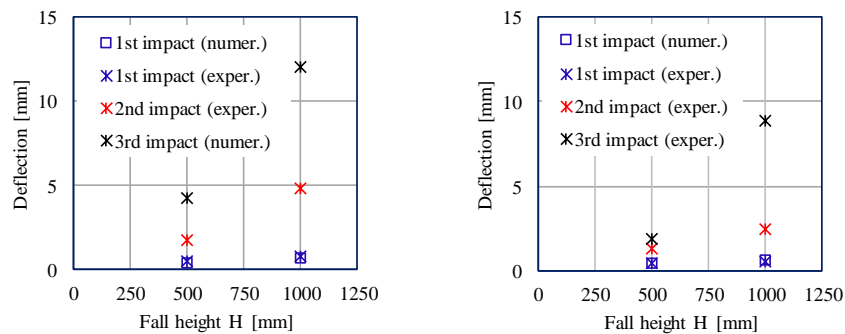 15
10
5
0
Deflection [mm]
1st impact (numer.)
1st impact (exper.)
2nd impact (exper.)
3rd impact (numer.)
0 250 500 750 1000 1250
Fall height H [mm]
15
10
5
0
Deflection [mm]
1st impact (numer.)
1st impact (exper.)
2nd impact (exper.)
3rd impact (exper.)
0 250 500 750 1000 1250
Fall height H [mm]